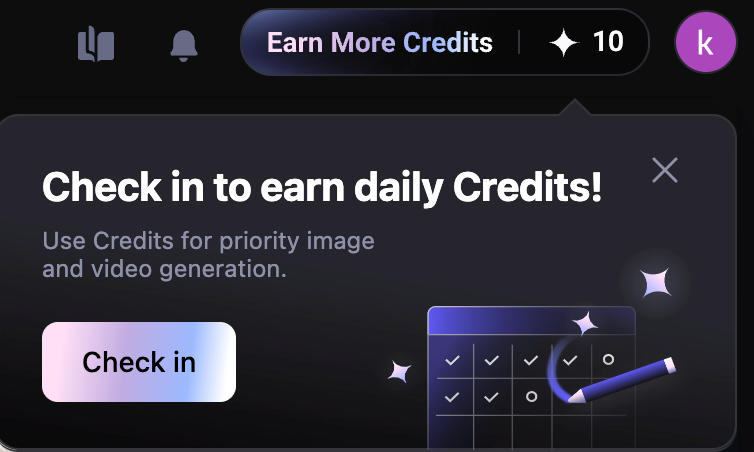 Earn More Credits
10
k
Check in to earn daily Credits!
Use Credits for priority image
and video generation.
Check in